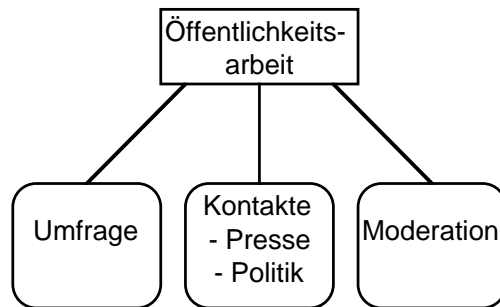 Öffentlichkeits-
arbeit
Umfrage
Kontakte
- Presse
- Politik
Moderation